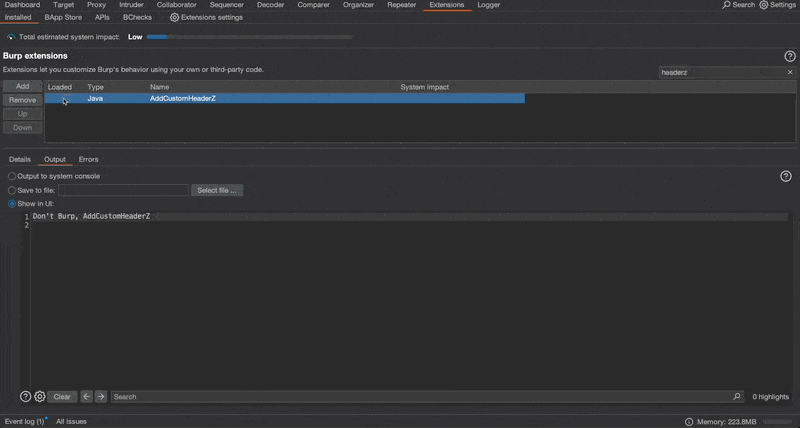 Dashboard Target Proxy Intruder Collaborator Sequencer Decoder Comparer Organizer Repeater Extensions Logger Search Settings
Installed BApp Store APIs BChecks Extensions settings
Total estimated system impact: Low
Burp extensions
Extensions let you customize Burp's behavior using your own or third-party code.
headerz
Add Loaded Type Name System impact
Remove Java AddCustomHeaderZ
Up
Down
Details Output Errors
Output to system console
Save to file: Select file ...
Show in UI:
1 Don't Burp, AddCustomHeaderZ
2
Clear Search 0 highlights
Event log (1) All issues Memory: 223.8MB